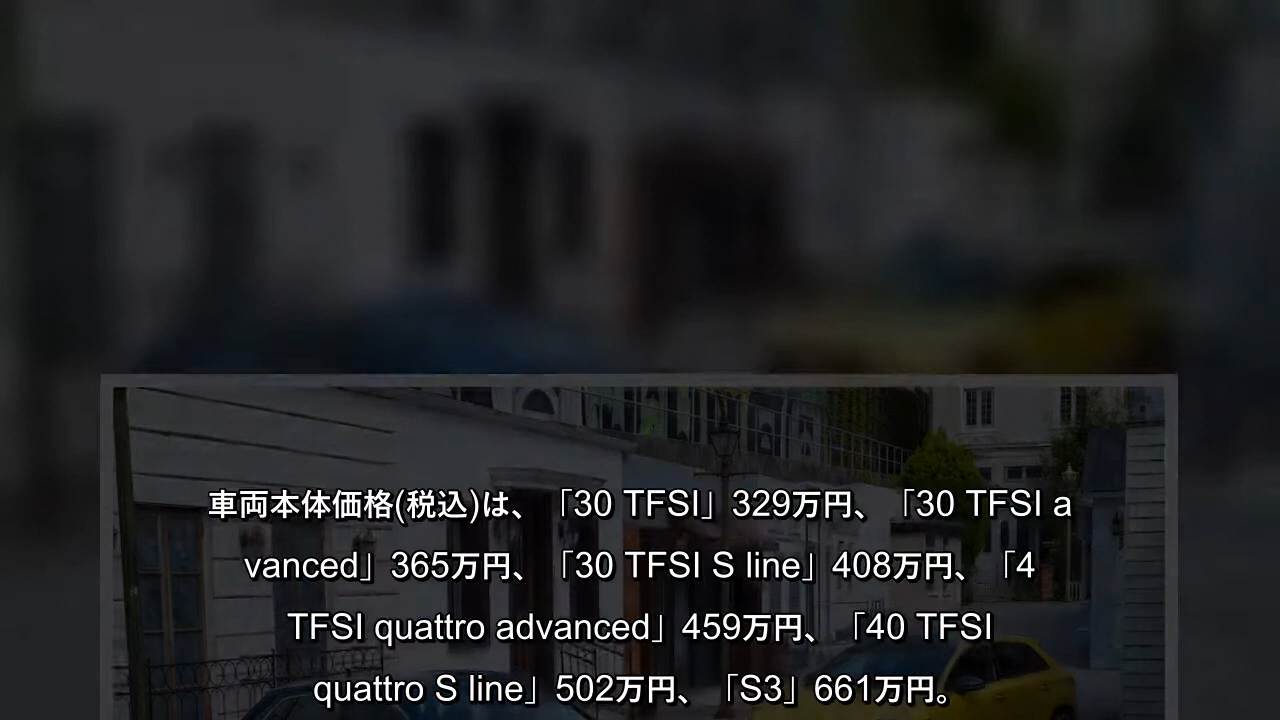 車両本体価格(税込)は、「30 TFSI」329万円、「30 TFSI a
vanced」365万円、「30 TFSI S line」408万円、「4
TFSI quattro advanced」459万円、「40 TFSI
quattro S line」502万円、「S3」661万円。